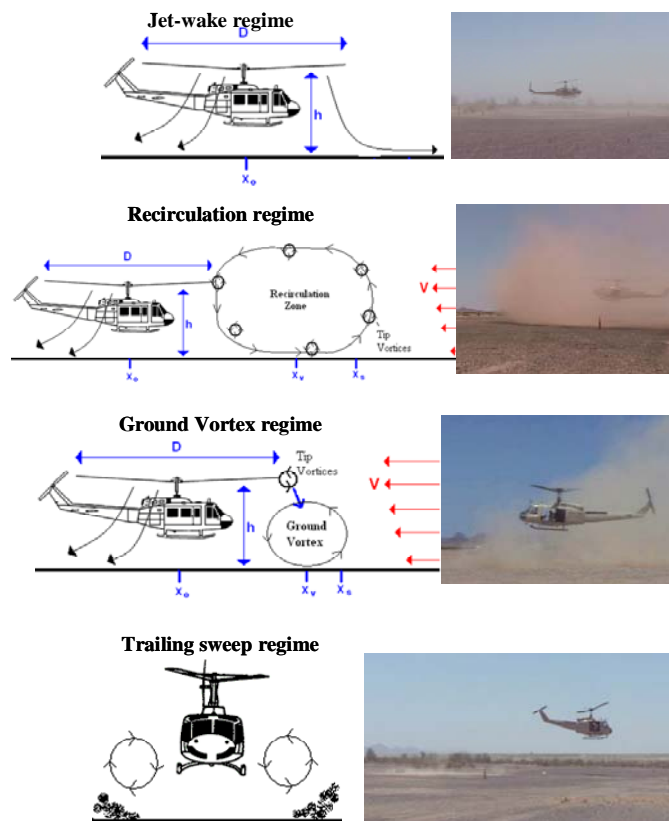 Jet-wake regime
D
h
X₀
Recirculation regime
D
Recirculation
Zone
V
h
Tip
Vortices
X₀
Xᵥ
Xₛ
Ground Vortex regime
D
Tip
Vortices
V
h
Ground
Vortex
X₀
Xᵥ
Xₛ
Trailing sweep regime